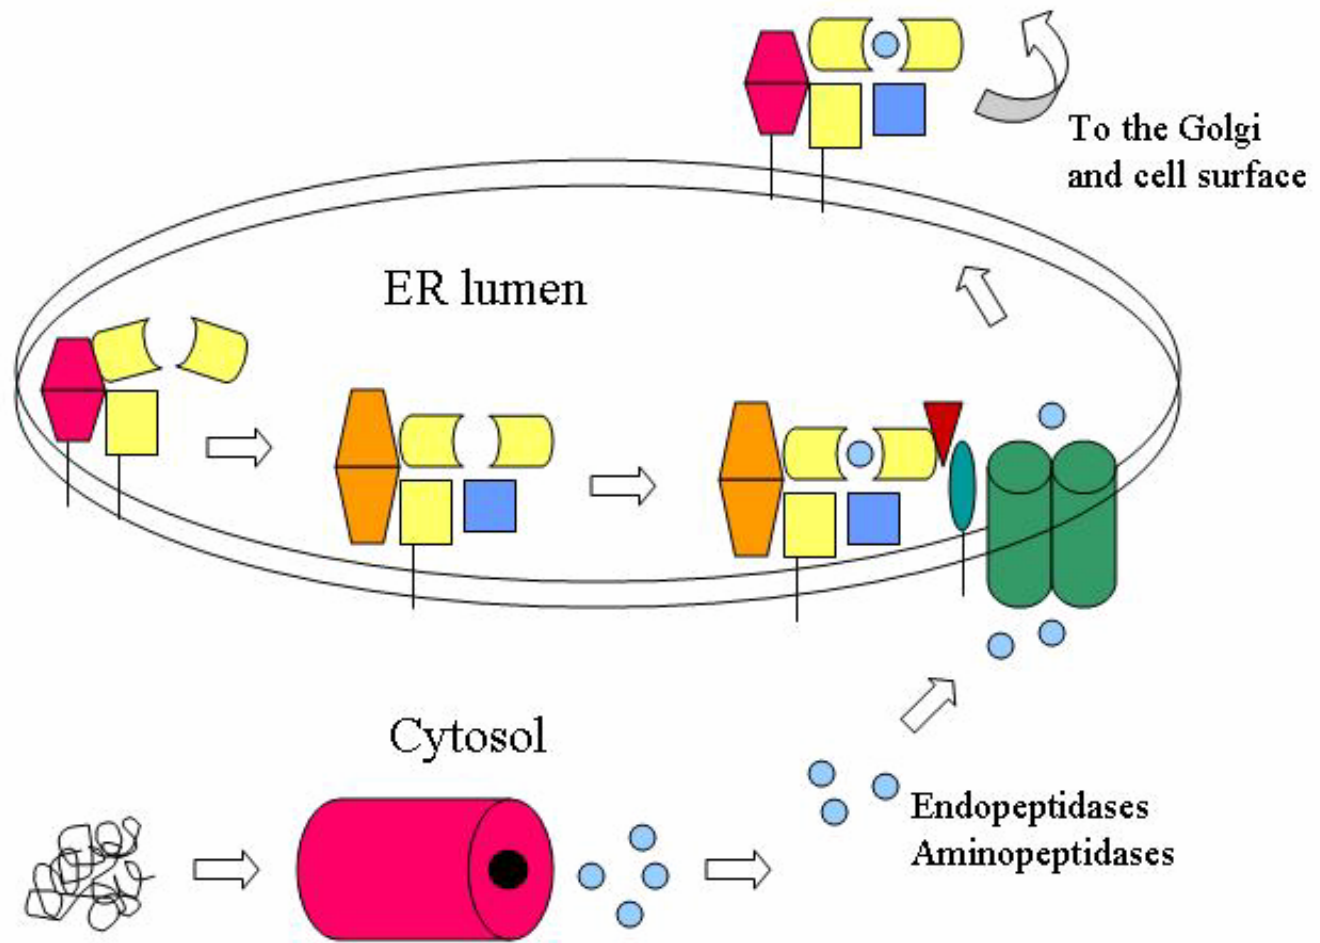 To the Golgi
and cell surface
ER lumen
Cytosol
Endopeptidases
Aminopeptidases